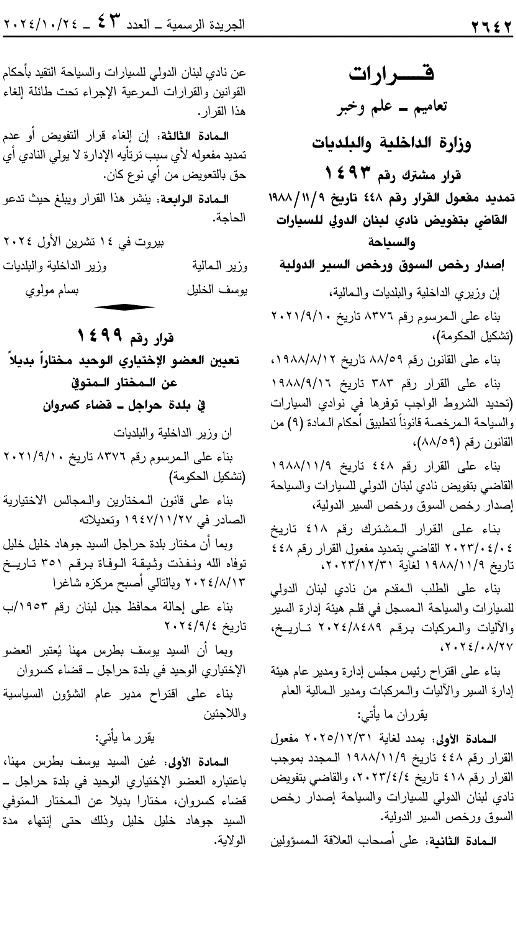 ٢٦٤٢
الجريدة الرسمية ــ العدد ٤٣ ــ ٢٠٢٤/١٠/٢٤
قـــرارات
تعاميم ــ علم وخبر
وزارة الداخلية والبلديات
قرار مشترك رقم ١٤٩٣
تمديد مفعول القرار رقم ٤٤٨ تاريخ ١٩٨٨/١١/٩
القاضي بتفويض نادي لبنان الدولي للسيارات
والسياحة
إصدار رخص السوق ورخص السير الدولية
إن وزيري الداخلية والبلديات والمالية،
بناء على المرسوم رقم ٨٣٧٦ تاريخ ٢٠٢١/٩/١٠
(تشكيل الحكومة)،
بناء على القانون رقم ٨٨/٥٩ تاريخ ١٩٨٨/٨/١٢،
بناء على القرار رقم ٣٨٣ تاريخ ١٩٨٨/٩/١٦
(تحديد الشروط الواجب توفرها في نوادي السيارات
والسياحة المرخصة قانوناً لتطبيق أحكام المادة (٩) من
القانون رقم (٨٨/٥٩)،
بناء على القرار رقم ٤٤٨ تاريخ ١٩٨٨/١١/٩
القاضي بتفويض نادي لبنان الدولي للسيارات والسياحة
إصدار رخص السوق ورخص السير الدولية،
بناء على القرار المشترك رقم ٤١٨ تاريخ
٢٠٢٣/٠٤/٠٤ القاضي بتمديد مفعول القرار رقم ٤٤٨
تاريخ ١٩٨٨/١١/٩ لغاية ٢٠٢٣/١٢/٣١،
بناء على الطلب المقدم من نادي لبنان الدولي
للسيارات والسياحة المسجل في قلم هيئة إدارة السير
والآليات والمركبات برقم ٢٠٢٤/٨٤٨٩ تاريخ،
٢٠٢٤/٠٨/٢٧،
بناء على اقتراح رئيس مجلس إدارة ومدير عام هيئة
إدارة السير والآليات والمركبات ومدير المالية العام
يقرران ما يأتي:
المادة الأولى: يمدد لغاية ٢٠٢٥/١٢/٣١ مفعول
القرار رقم ٤٤٨ تاريخ ١٩٨٨/١١/٩ المجدد بموجب
القرار رقم ٤١٨ تاريخ ٢٠٢٣/٤/٤، والقاضي بتفويض
نادي لبنان الدولي للسيارات والسياحة إصدار رخص
السوق ورخص السير الدولية.
المادة الثانية: على أصحاب العلاقة المسؤولين
عن نادي لبنان الدولي للسيارات والسياحة التقيد بأحكام
القوانين والقرارات المرعية الإجراء تحت طائلة إلغاء
هذا القرار.
المادة الثالثة: إن إلغاء قرار التفويض أو عدم
تمديد مفعوله لأي سبب ترتأيه الإدارة لا يولي النادي أي
حق بالتعويض من أي نوع كان.
المادة الرابعة: ينشر هذا القرار ويبلغ حيث تدعو
الحاجة.
بيروت في ١٤ تشرين الأول ٢٠٢٤
وزير المالية وزير الداخلية والبلديات
يوسف الخليل بسام مولوي
قرار رقم ١٤٩٩
تعيين العضو الإختياري الوحيد مختاراً بديلاً
عن المختار المتوفي
في بلدة حراجل ــ قضاء كسروان
ان وزير الداخلية والبلديات
بناء على المرسوم رقم ٨٣٧٦ تاريخ ٢٠٢١/٩/١٠
(تشكيل الحكومة)
بناء على قانون المختارين والمجالس الاختيارية
الصادر في ١٩٤٧/١١/٢٧ وتعديلاته
وبما أن مختار بلدة حراجل السيد جوهاد خليل خليل
توفاه الله ونفذت وثيقة الوفاة برقم ٣٥١ تاريخ
٢٠٢٤/٨/١٣ وبالتالي أصبح مركزه شاغرا
بناء على إحالة محافظ جبل لبنان رقم ١٩٥٣/ب
تاريخ ٢٠٢٤/٩/٤
وبما أن السيد يوسف بطرس مهنا يُعتبر العضو
الإختياري الوحيد في بلدة حراجل ــ قضاء كسروان
بناء على اقتراح مدير عام الشؤون السياسية
واللاجئين
يقرر ما يأتي:
المادة الأولى: عُين السيد يوسف بطرس مهنا،
باعتباره العضو الإختياري الوحيد في بلدة حراجل ــ
قضاء كسروان، مختارا بديلا عن المختار المتوفي
السيد جوهاد خليل خليل وذلك حتى إنتهاء مدة
الولاية.